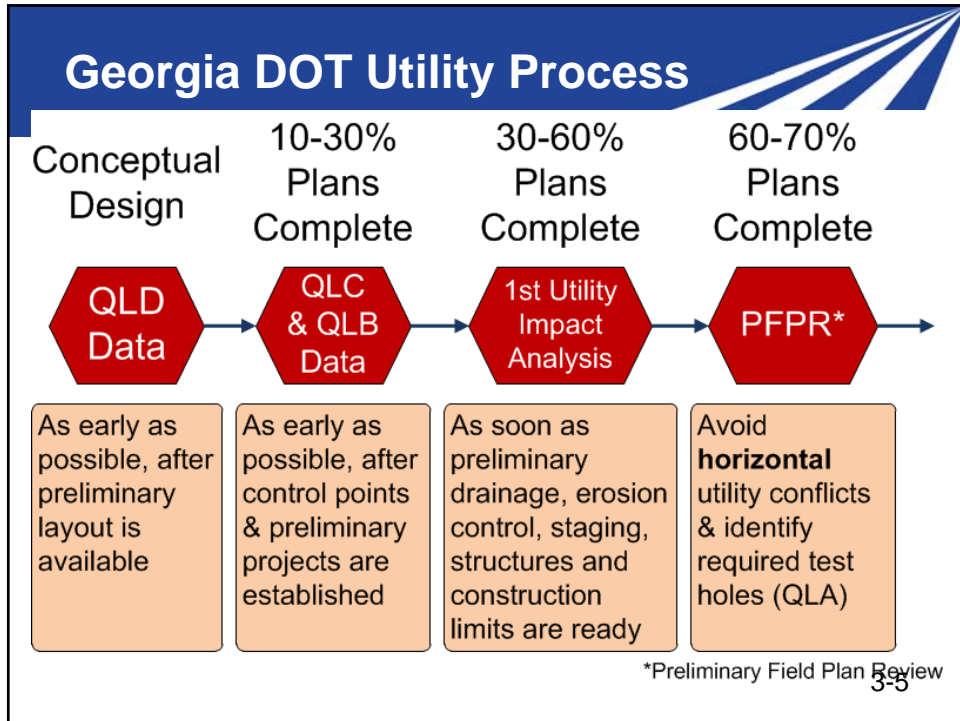 Georgia DOT Utility Process
Conceptual
Design
10-30%
Plans
Complete
30-60%
Plans
Complete
60-70%
Plans
Complete
QLD
Data
QLC
& QLB
Data
1st Utility
Impact
Analysis
PFPR*
As early as
possible, after
preliminary
layout is
available
As early as
possible, after
control points
& preliminary
projects are
established
As soon as
preliminary
drainage, erosion
control, staging,
structures and
construction
limits are ready
Avoid
horizontal
utility conflicts
& identify
required test
holes (QLA)
*Preliminary Field Plan Review
3-5